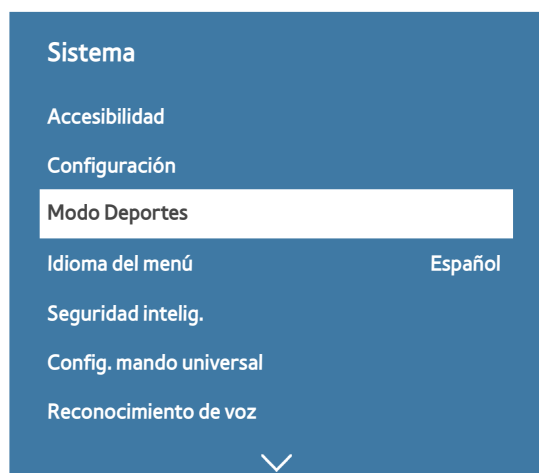 Sistema
Accesibilidad
Configuración
Modo Deportes
Idioma del menú Español
Seguridad intelig.
Config. mando universal
Reconocimiento de voz